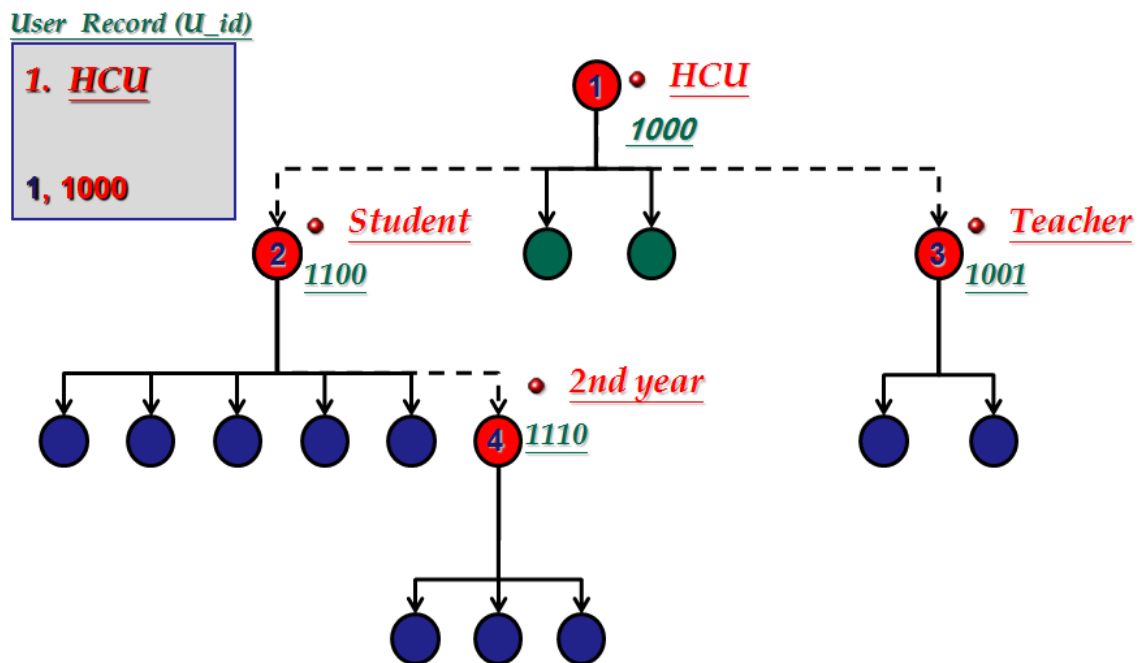 User Record (U_id)
1. HCU
1, 1000
1
HCU
1000
2
Student
1100
3
Teacher
1001
4
2nd year
1110